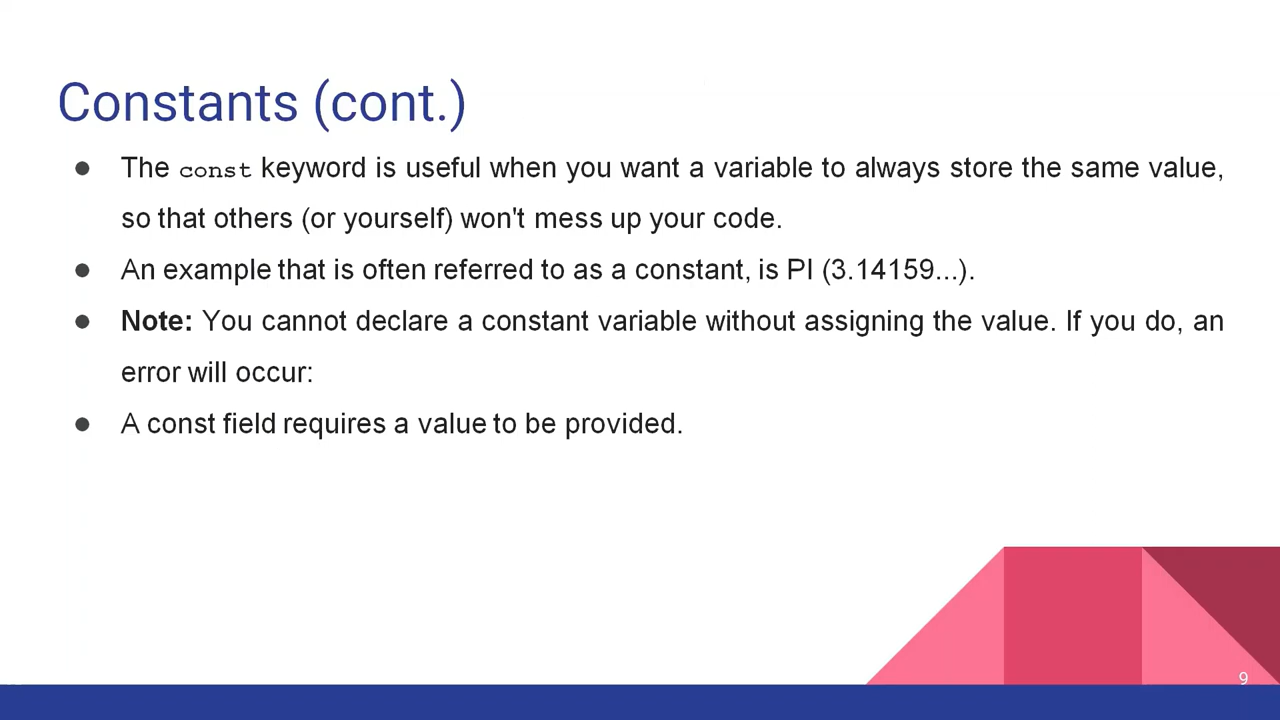 Constants (cont.)
● The const keyword is useful when you want a variable to always store the same value,
so that others (or yourself) won't mess up your code.
● An example that is often referred to as a constant, is PI (3.14159...).
● Note: You cannot declare a constant variable without assigning the value. If you do, an
error will occur:
● A const field requires a value to be provided.
9